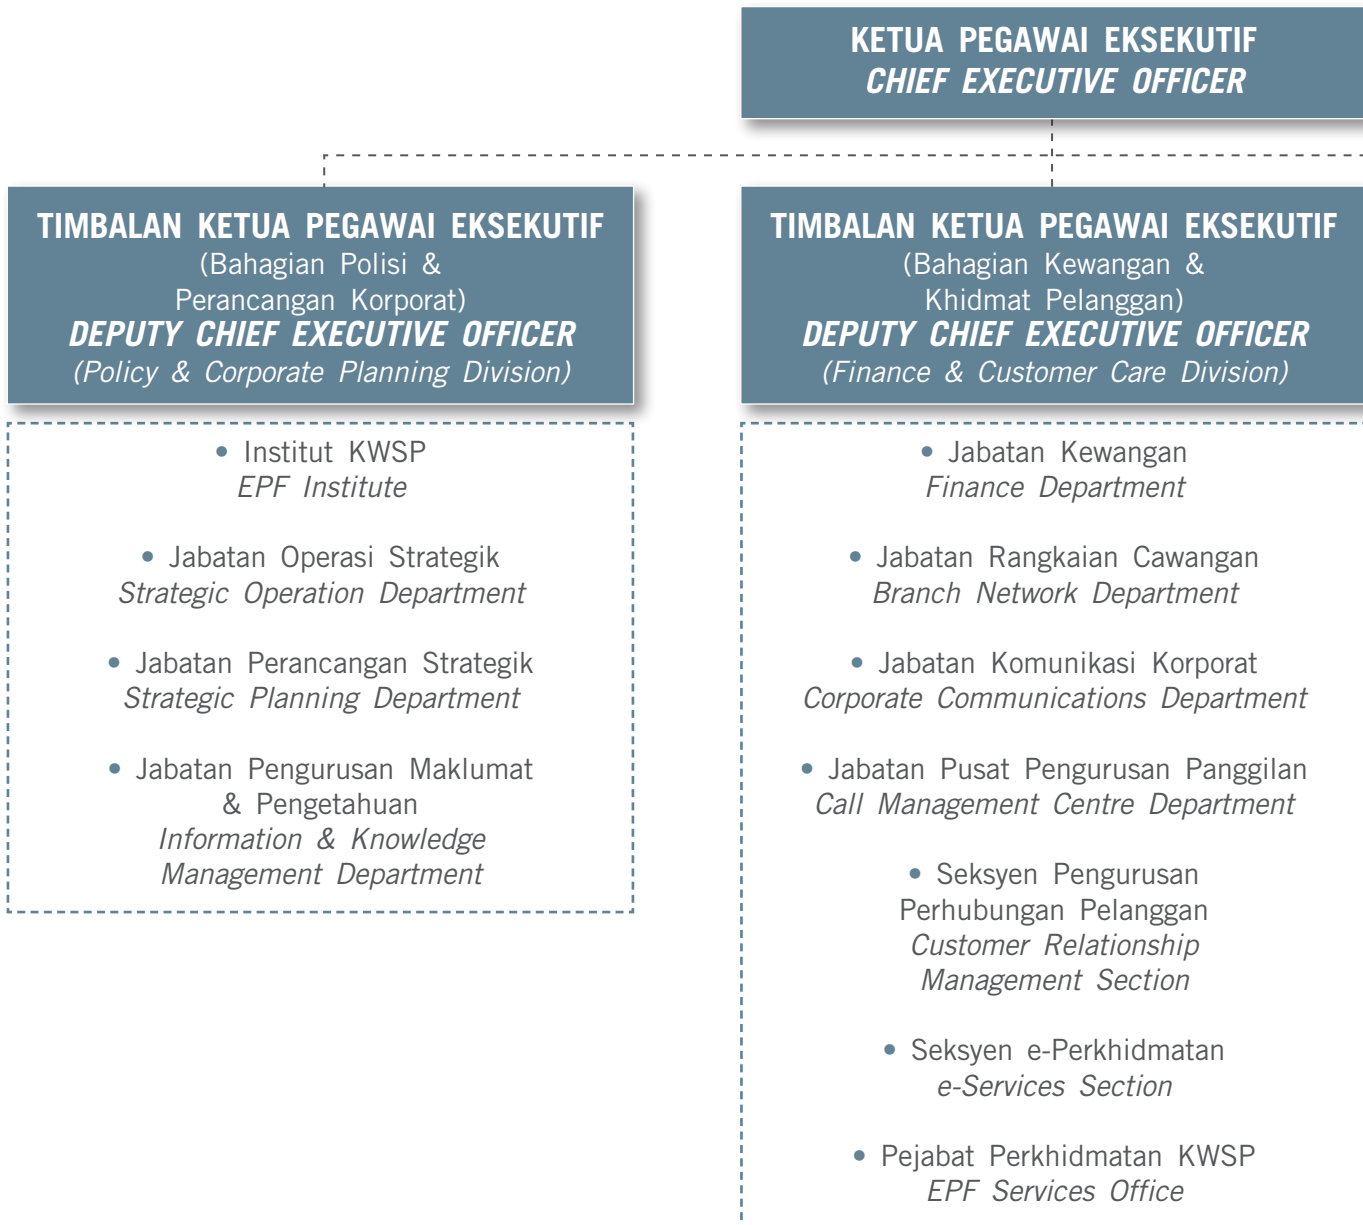 KETUA PEGAWAI EKSEKUTIF
CHIEF EXECUTIVE OFFICER
TIMBALAN KETUA PEGAWAI EKSEKUTIF
(Bahagian Polisi &
Perancangan Korporat)
DEPUTY CHIEF EXECUTIVE OFFICER
(Policy & Corporate Planning Division)
• Institut KWSP
EPF Institute
• Jabatan Operasi Strategik
Strategic Operation Department
• Jabatan Perancangan Strategik
Strategic Planning Department
• Jabatan Pengurusan Maklumat
& Pengetahuan
Information & Knowledge
Management Department
TIMBALAN KETUA PEGAWAI EKSEKUTIF
(Bahagian Kewangan &
Khidmat Pelanggan)
DEPUTY CHIEF EXECUTIVE OFFICER
(Finance & Customer Care Division)
• Jabatan Kewangan
Finance Department
• Jabatan Rangkaian Cawangan
Branch Network Department
• Jabatan Komunikasi Korporat
Corporate Communications Department
• Jabatan Pusat Pengurusan Panggilan
Call Management Centre Department
• Seksyen Pengurusan
Perhubungan Pelanggan
Customer Relationship
Management Section
• Seksyen e-Perkhidmatan
e-Services Section
• Pejabat Perkhidmatan KWSP
EPF Services Office